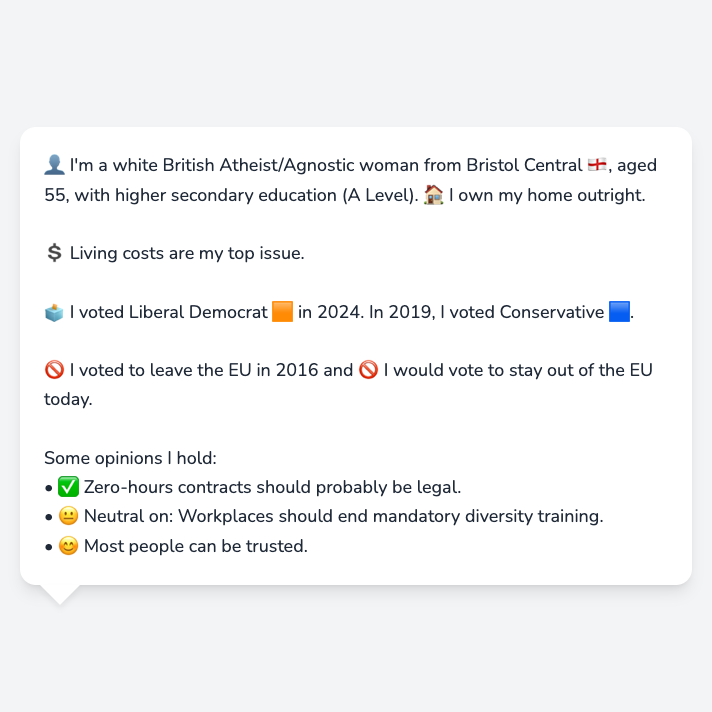 👤 I'm a white British Atheist/Agnostic woman from Bristol Central 🏴󠁧󠁢󠁥󠁮󠁧󠁿, aged
55, with higher secondary education (A Level). 🏠 I own my home outright.
💲 Living costs are my top issue.
🗳️ I voted Liberal Democrat 🟧 in 2024. In 2019, I voted Conservative 🟦.
🚫 I voted to leave the EU in 2016 and 🚫 I would vote to stay out of the EU
today.
Some opinions I hold:
• ✅ Zero-hours contracts should probably be legal.
• 😐 Neutral on: Workplaces should end mandatory diversity training.
• 😊 Most people can be trusted.